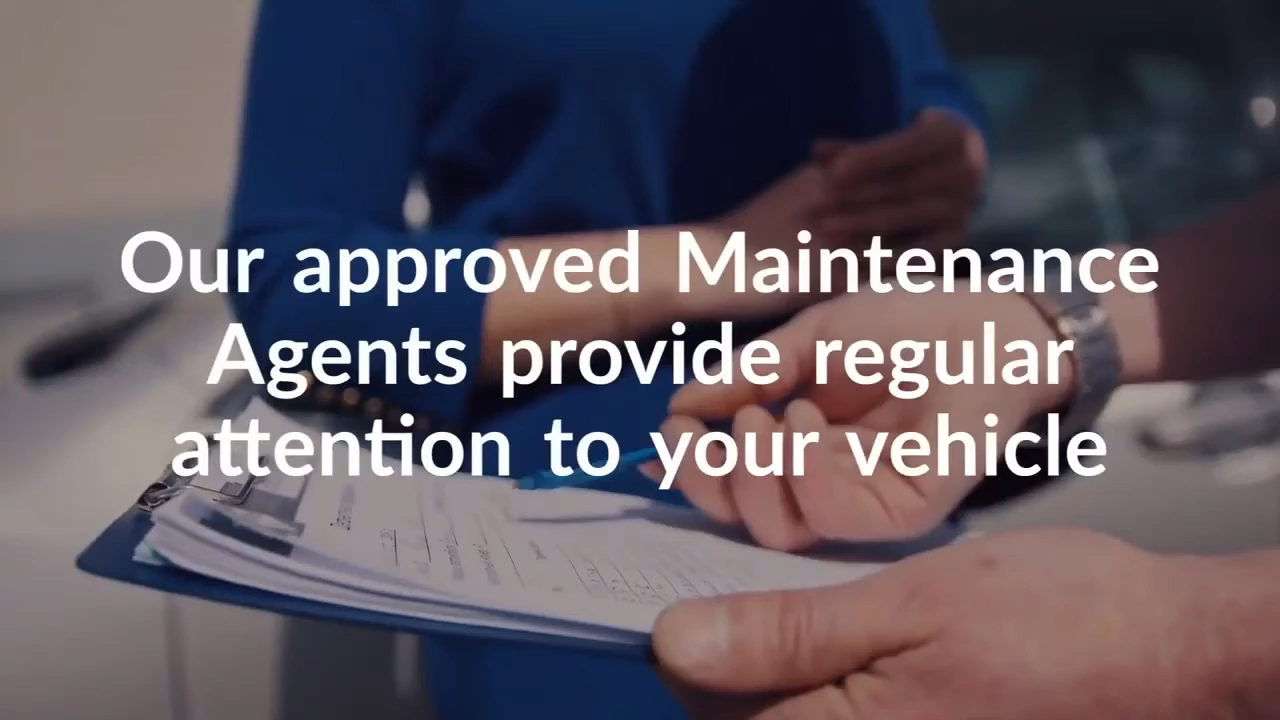 Our approved Maintenance
Agents provide regular
attention to your vehicle